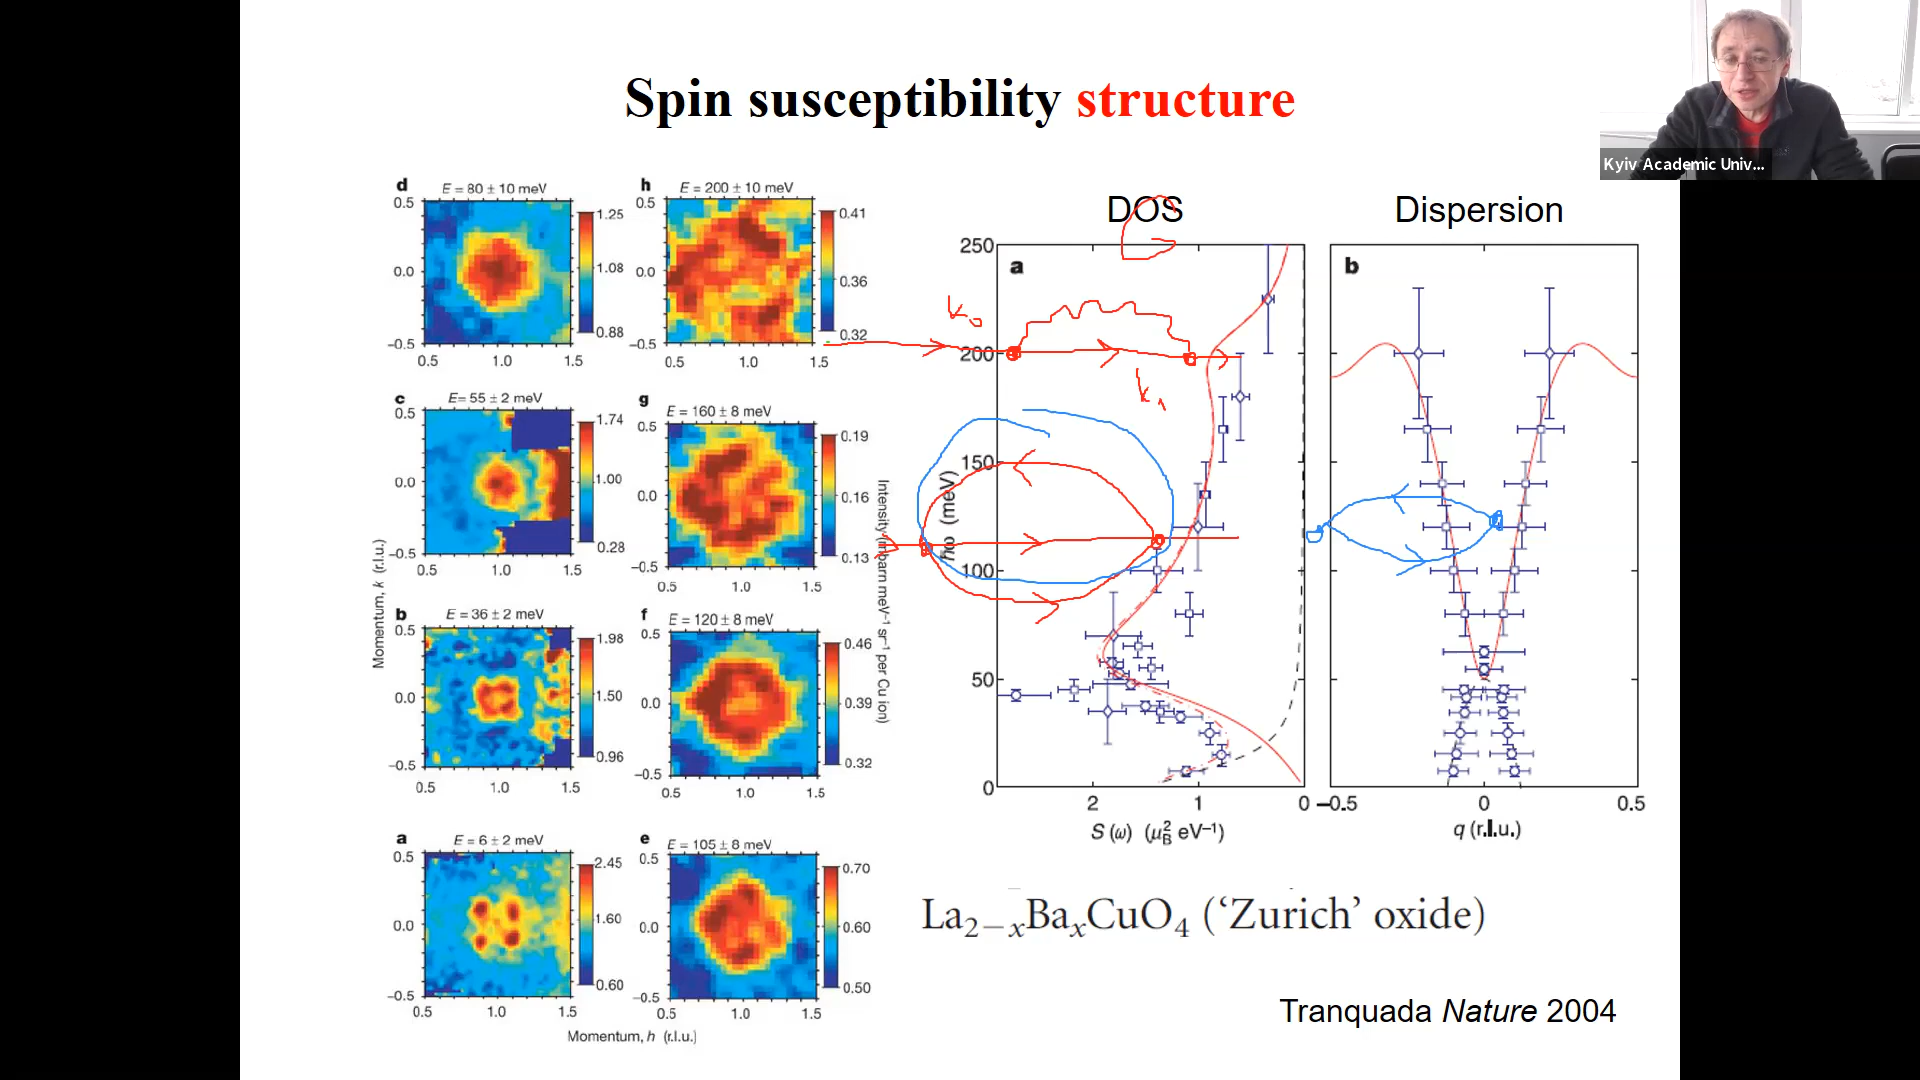 Spin susceptibility structure
Kyiv Academic Univ...
d
E = 80 ± 10 meV
0.5
0.0
−0.5
0.5 1.0 1.5
1.25
1.08
0.88
h
E = 200 ± 10 meV
0.5
0.0
−0.5
0.5 1.0 1.5
0.41
0.36
0.32
c
E = 55 ± 2 meV
0.5
0.0
−0.5
0.5 1.0 1.5
1.74
1.00
0.28
g
E = 160 ± 8 meV
0.5
0.0
−0.5
0.5 1.0 1.5
0.19
0.16
0.13
b
E = 36 ± 2 meV
0.5
0.0
−0.5
0.5 1.0 1.5
1.98
1.50
0.96
f
E = 120 ± 8 meV
0.5
0.0
−0.5
0.5 1.0 1.5
0.46
0.39
0.32
a
E = 6 ± 2 meV
0.5
0.0
−0.5
0.5 1.0 1.5
2.45
1.60
0.60
e
E = 105 ± 8 meV
0.5
0.0
−0.5
0.5 1.0 1.5
0.70
0.60
0.50
Momentum, k (r.l.u.)
Momentum, h (r.l.u.)
Intensity (mbarn meV⁻¹ sr⁻¹ per Cu ion)
DOS
a
250
200
150
100
50
0
ħω (meV)
2 1 0
S (ω) (μ_B² eV⁻¹)
k₀
k₁
Dispersion
b
−0.5 0 0.5
q (r.l.u.)
La₂₋ₓBaₓCuO₄ (‘Zurich’ oxide)
Tranquada Nature 2004